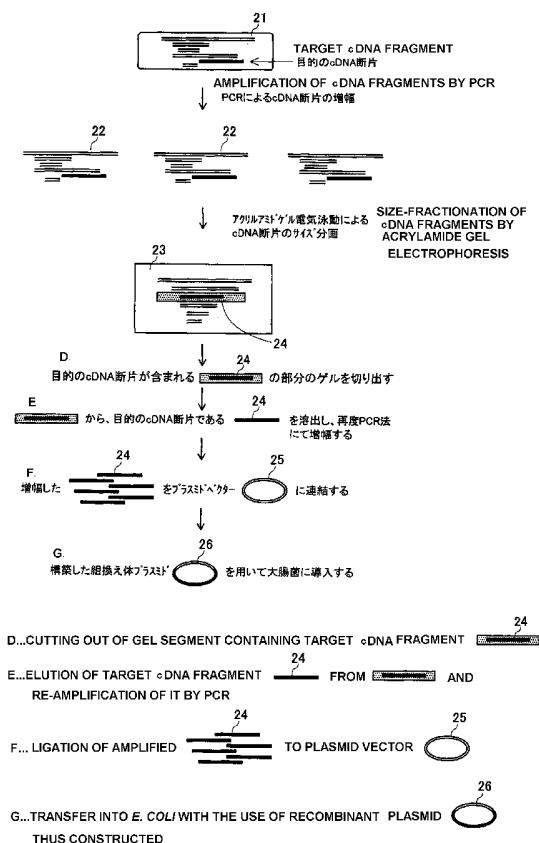 21
TARGET cDNA FRAGMENT
目的のcDNA断片
AMPLIFICATION OF cDNA FRAGMENTS BY PCR
PCRによるcDNA断片の増幅
22 22
アクリルアミドゲル電気泳動による
cDNA断片のサイズ分画
SIZE-FRACTIONATION OF
cDNA FRAGMENTS BY
ACRYLAMIDE GEL
ELECTROPHORESIS
23
24
D.
24
目的のcDNA断片が含まれる の部分のゲルを切り出す
E
24
から、目的のcDNA断片である を溶出し、再度PCR法
にて増幅する
24 25
F.
増幅した をプラスミドベクター に連結する
26
G.
構築した組換え体プラスミド を用いて大腸菌に導入する
24
D...CUTTING OUT OF GEL SEGMENT CONTAINING TARGET cDNA FRAGMENT
24
E...ELUTION OF TARGET cDNA FRAGMENT FROM AND
RE-AMPLIFICATION OF IT BY PCR
24 25
F... LIGATION OF AMPLIFIED TO PLASMID VECTOR
26
G...TRANSFER INTO E. COLI WITH THE USE OF RECOMBINANT PLASMID
THUS CONSTRUCTED